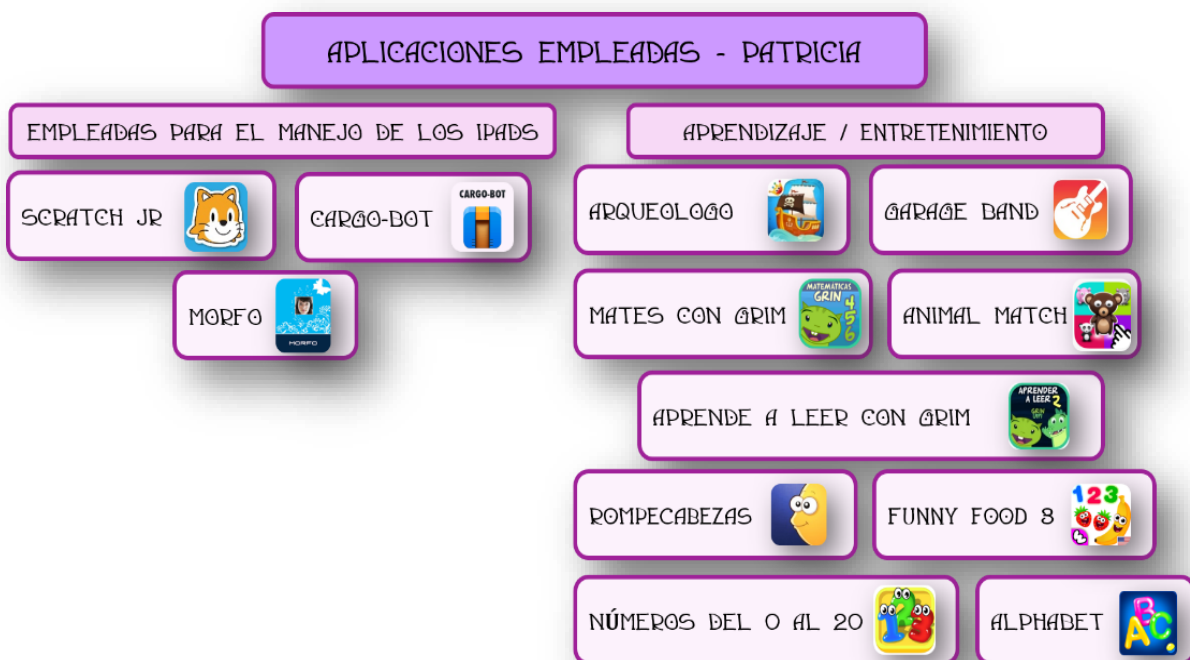 APLICACIONES EMPLEADAS - PATRICIA
EMPLEADAS PARA EL MANEJO DE LOS IPADS
SCRATCH JR
CARGO-BOT
CARGO-BOT
MORFO
MORFO
APRENDIZAJE / ENTRETENIMIENTO
ARQUEOLOGO
GARAGE BAND
MATES CON GRIM
MATEMÁTICAS
GRIN
4
5
6
ANIMAL MATCH
APRENDE A LEER CON GRIM
APRENDER
A LEER 2
ROMPECABEZAS
FUNNY FOOD 8
123
NÚMEROS DEL 0 AL 20
123
ALPHABET
ABC